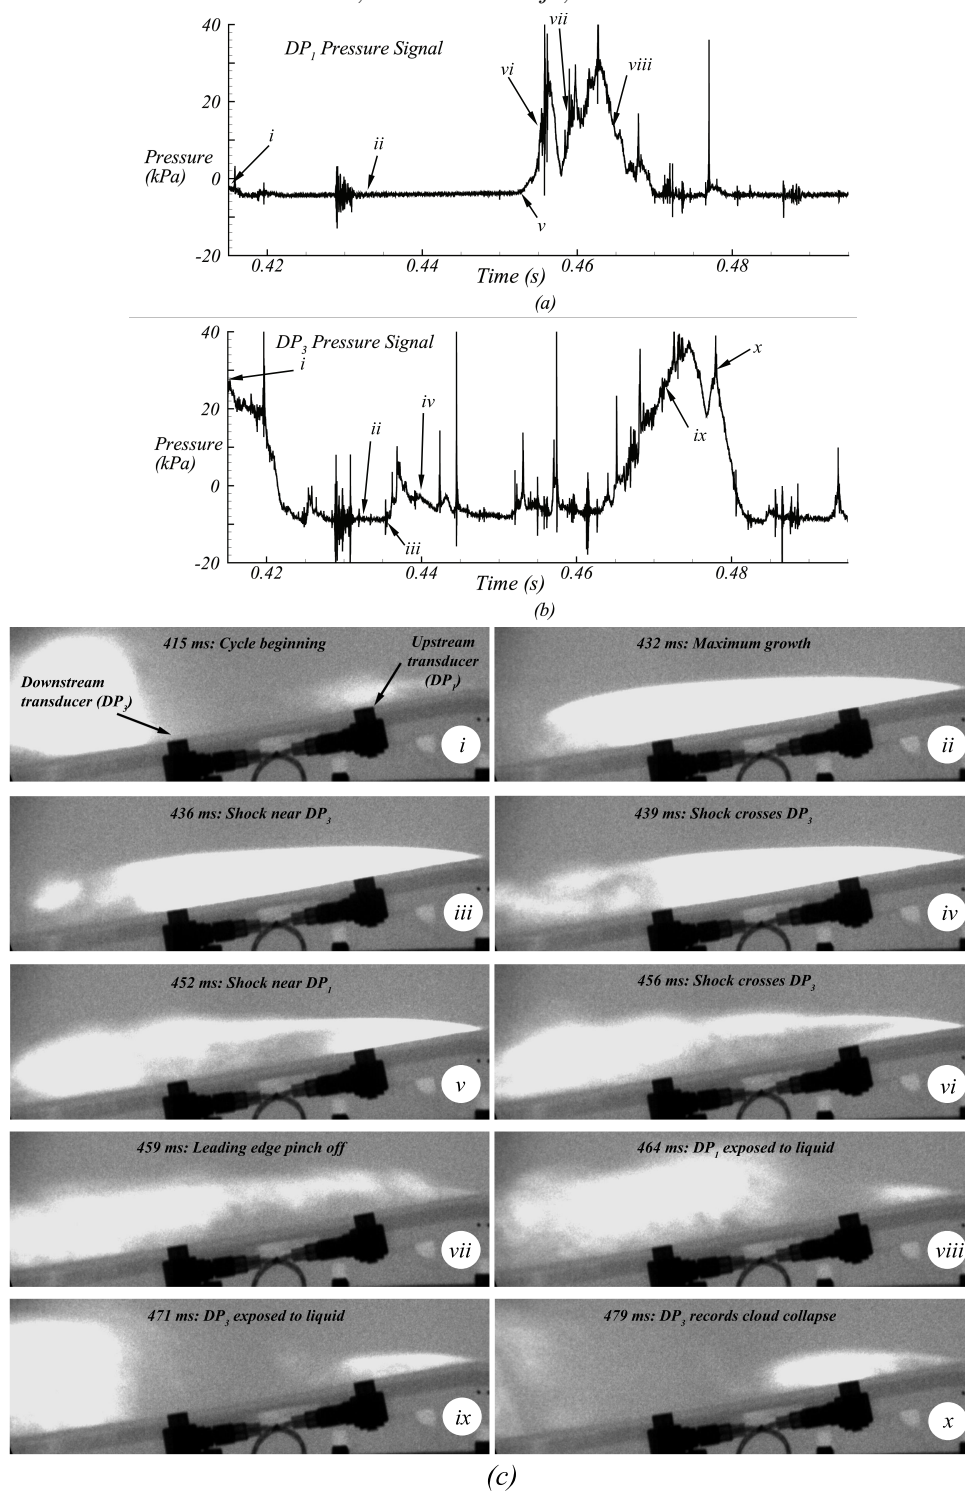 40
DP1 Pressure Signal
vii
vi
viii
20
i
ii
Pressure
(kPa)
0
v
-20
0.42
0.44
0.46
0.48
Time (s)
(a)
40
DP3 Pressure Signal
i
x
20
iv
ii
ix
Pressure
(kPa)
0
iii
-20
0.42
0.44
0.46
0.48
Time (s)
(b)
415 ms: Cycle beginning
Upstream
transducer
(DP1)
Downstream
transducer (DP3)
i
432 ms: Maximum growth
ii
436 ms: Shock near DP3
iii
439 ms: Shock crosses DP3
iv
452 ms: Shock near DP1
v
456 ms: Shock crosses DP3
vi
459 ms: Leading edge pinch off
vii
464 ms: DP1 exposed to liquid
viii
471 ms: DP3 exposed to liquid
ix
479 ms: DP3 records cloud collapse
x
(c)